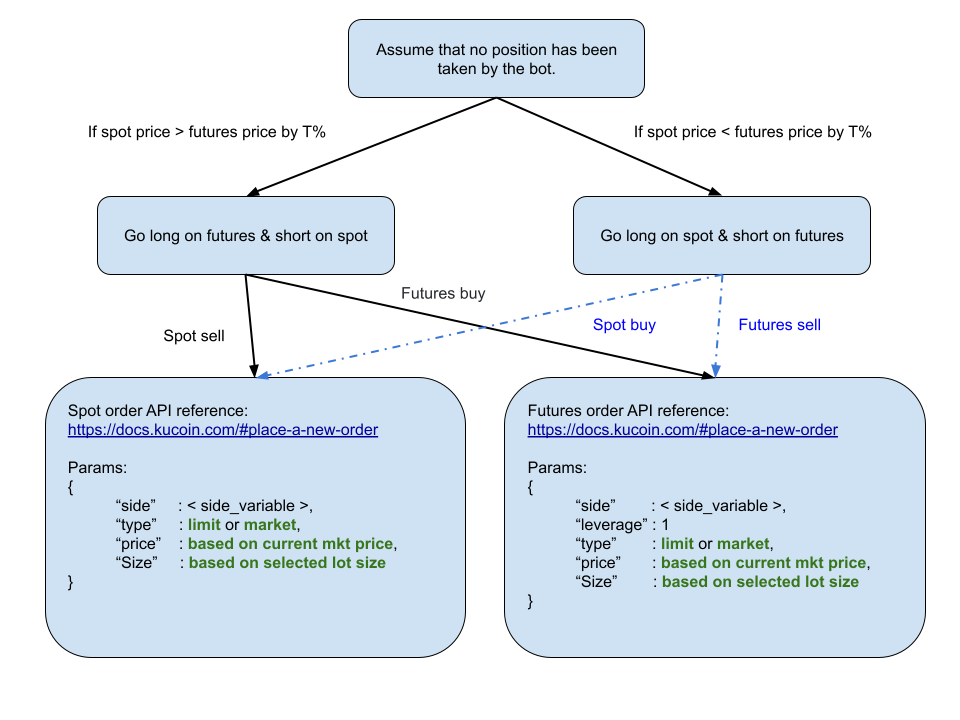 Assume that no position has been
taken by the bot.
If spot price > futures price by T%
If spot price < futures price by T%
Go long on futures & short on spot
Go long on spot & short on futures
Futures buy
Spot sell
Spot buy
Futures sell
Spot order API reference:
https://docs.kucoin.com/#place-a-new-order
Params:
{
“side” : < side_variable >,
“type” : limit or market,
“price” : based on current mkt price,
“Size” : based on selected lot size
}
Futures order API reference:
https://docs.kucoin.com/#place-a-new-order
Params:
{
“side” : < side_variable >,
“leverage” : 1
“type” : limit or market,
“price” : based on current mkt price,
“Size” : based on selected lot size
}